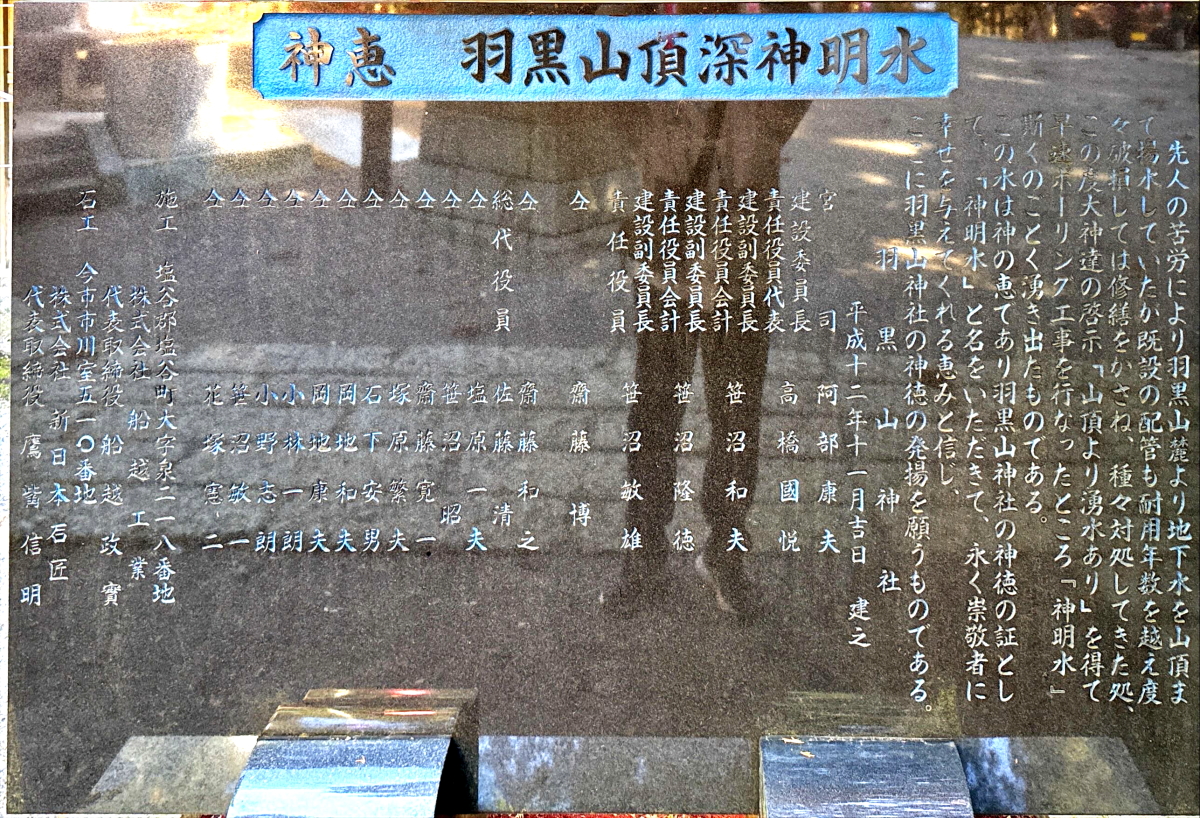 神恵　羽黒山頂深神明水
先人の苦労により羽黒山麓より地下水を山頂ま
て揚水していたが既設の配管も耐用年数を越え度
々破損しては修繕をかさね、種々対処してきた処、
この度大神達の啓示「山頂より湧水あり」を得て
早速ボーリング工事を行なったところ「神明水」
斯くのごとく湧き出たものである。
この水は神の恵であり羽黒山神社の神徳の証とし
て、「神明水」と名をいただきて、永く崇敬者に
幸せを与えてくれる恵みと信じ、
ここに羽黒山神社の神徳の発揚を願うものである。
羽黒山神社
平成十二年十一月吉日　建之
宮司　阿部康夫
建設委員長　高橋國悦
責任役員代表
建設副委員長　笹沼和夫
責任役員会計
建設副委員長　笹沼隆徳
責任役員会計
建設副委員長　笹沼敏雄
責任役員
仝　齋藤博
仝　齋藤和之
総代役員　佐藤清
仝　塩原一夫
仝　笹沼昭
仝　齋藤寛一
仝　塚原繁夫
仝　石下安男
仝　岡地和夫
仝　岡地康夫
仝　小林一朗
仝　小野志朗
仝　笹沼敏一
仝　花塚憲二
施工　塩谷郡塩谷町大字泉二一八番地
株式会社　船越工業
代表取締役　船越政實
石工　今市市川室五一〇番地
株式会社　新日本石匠
代表取締役　鷹觜信明